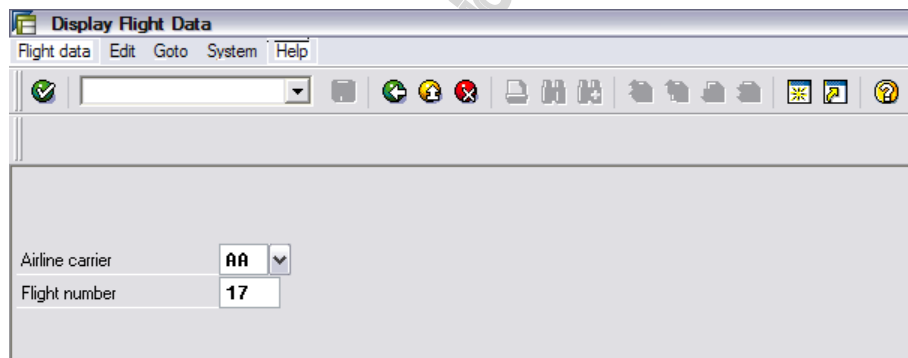 Display Flight Data
Flight data Edit Goto System Help
Airline carrier AA
Flight number 17